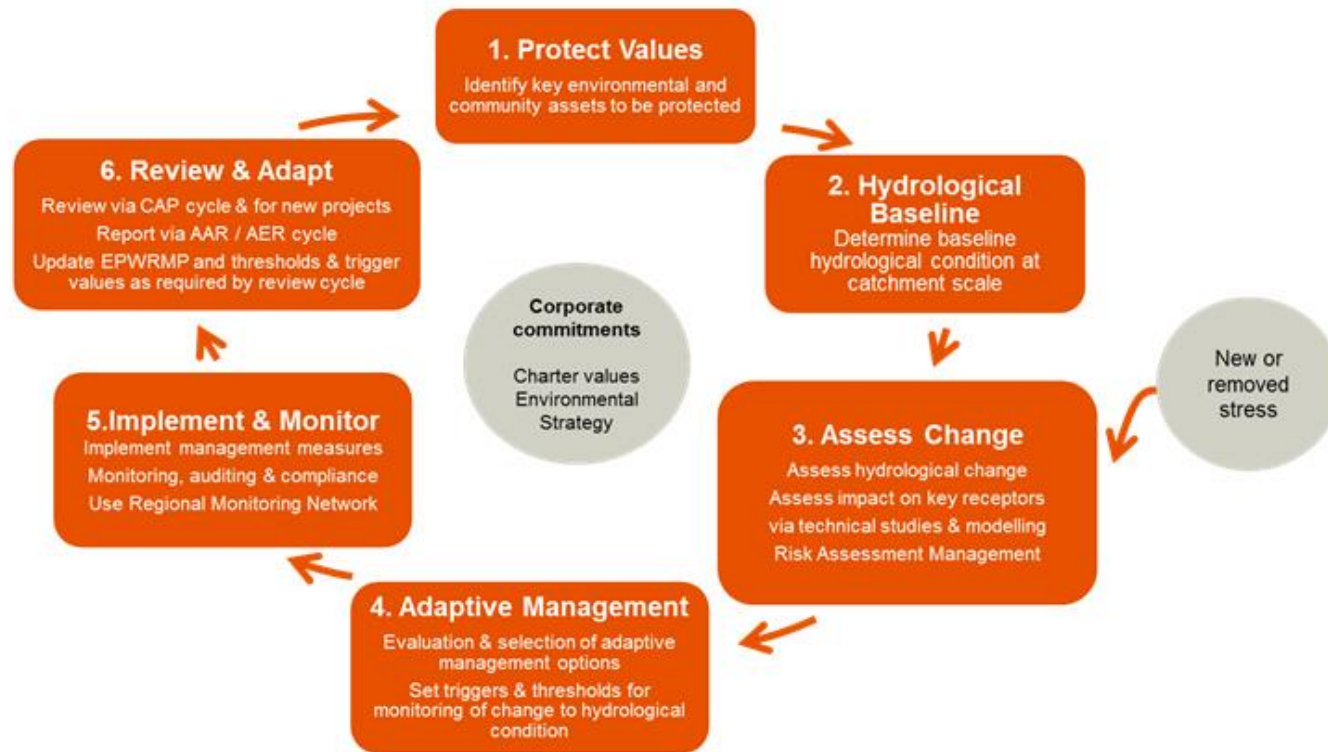 1. Protect Values
Identify key environmental and
community assets to be protected
2. Hydrological
Baseline
Determine baseline
hydrological condition at
catchment scale
New or
removed
stress
3. Assess Change
Assess hydrological change
Assess impact on key receptors
via technical studies & modelling
Risk Assessment Management
4. Adaptive Management
Evaluation & selection of adaptive
management options
Set triggers & thresholds for
monitoring of change to hydrological
condition
5.Implement & Monitor
Implement management measures
Monitoring, auditing & compliance
Use Regional Monitoring Network
6. Review & Adapt
Review via CAP cycle & for new projects
Report via AAR / AER cycle
Update EPWRMP and thresholds & trigger
values as required by review cycle
Corporate
commitments
Charter values
Environmental
Strategy